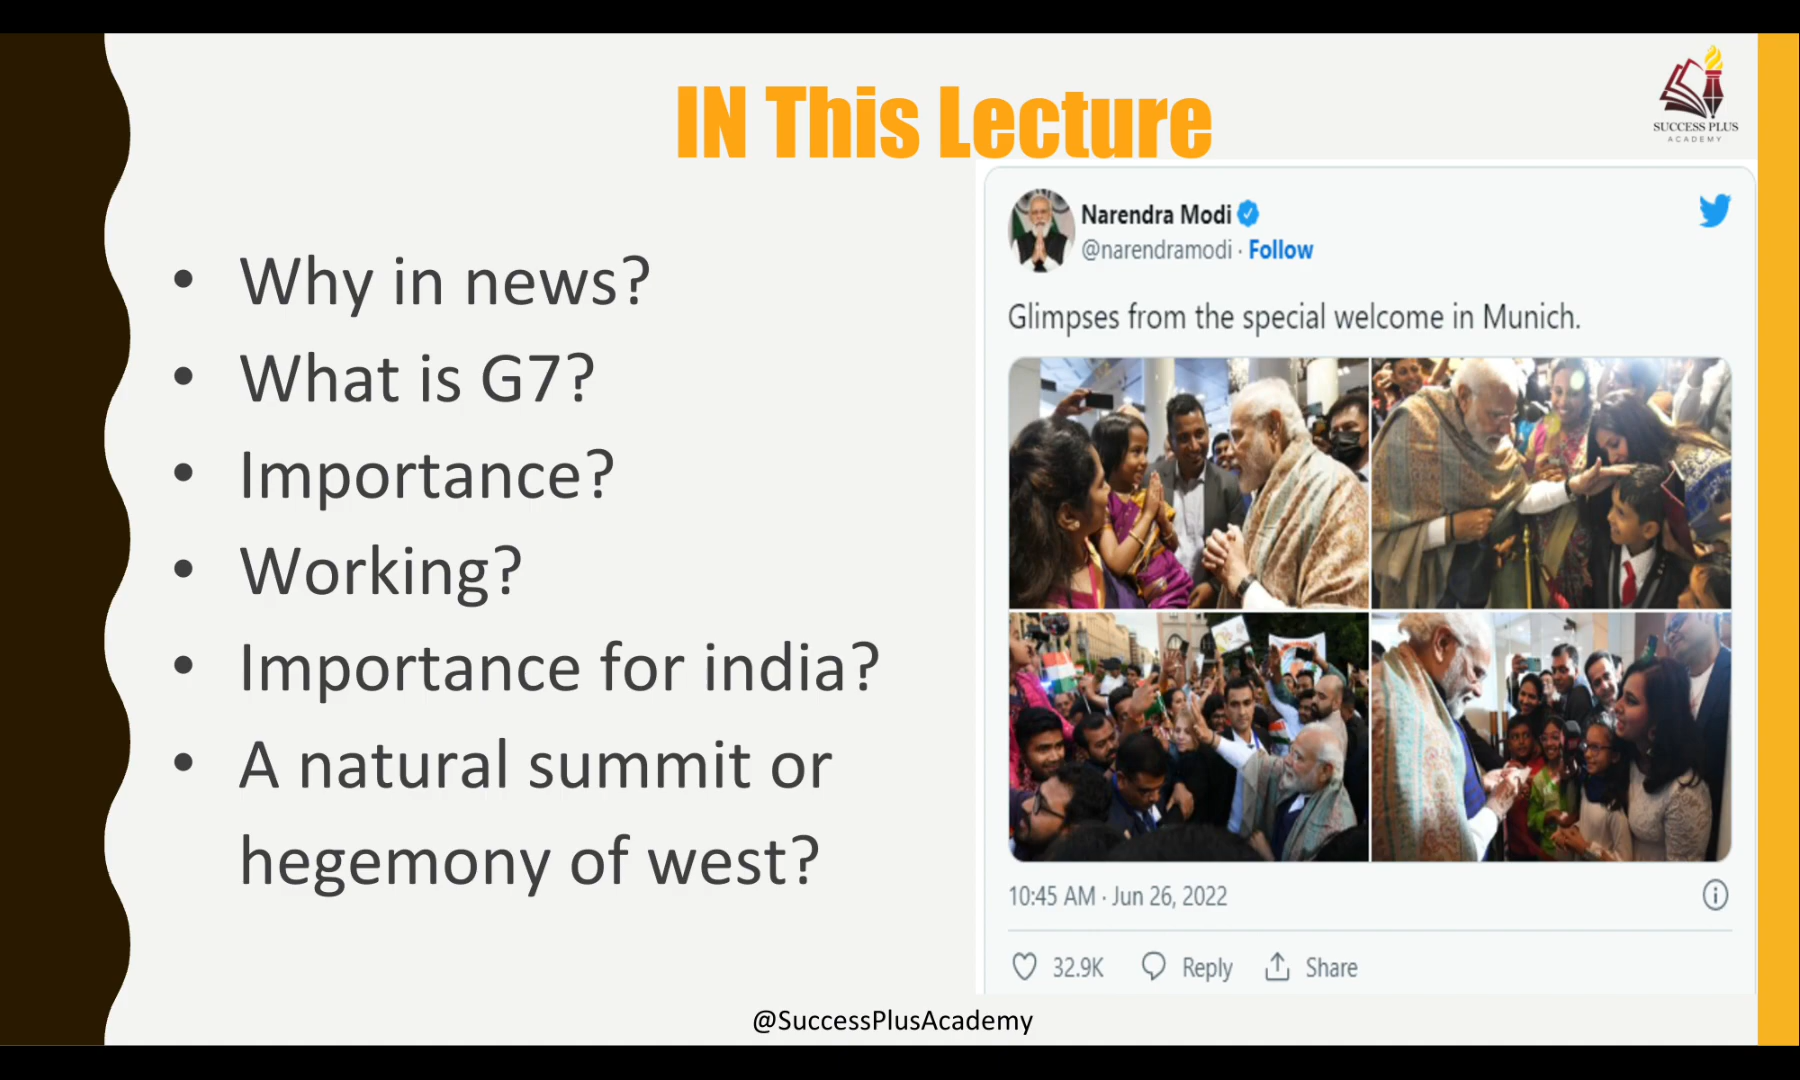 IN This Lecture
SUCCESS PLUS
ACADEMY
• Why in news?
• What is G7?
• Importance?
• Working?
• Importance for india?
• A natural summit or
hegemony of west?
Narendra Modi
@narendramodi · Follow
Glimpses from the special welcome in Munich.
10:45 AM · Jun 26, 2022
32.9K Reply Share
@SuccessPlusAcademy